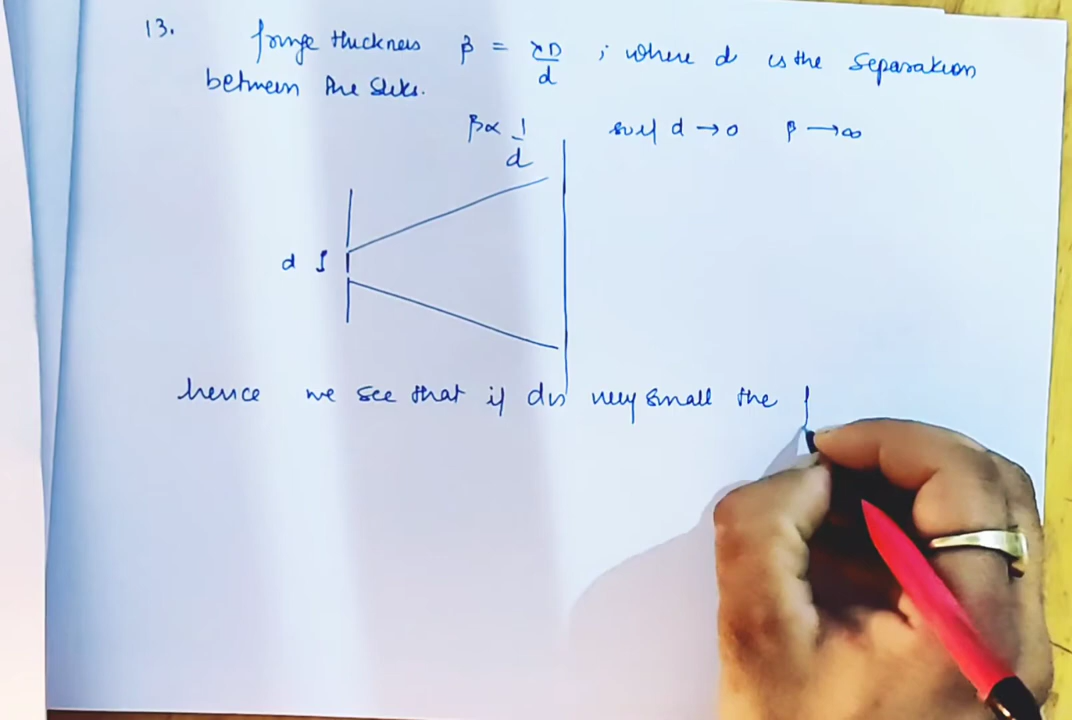 13. fringe thickness β = λD/d ; where d is the separation
between the slits.
β ∝ 1/d d → 0 β → ∞
d
hence we see that if d is very small the f